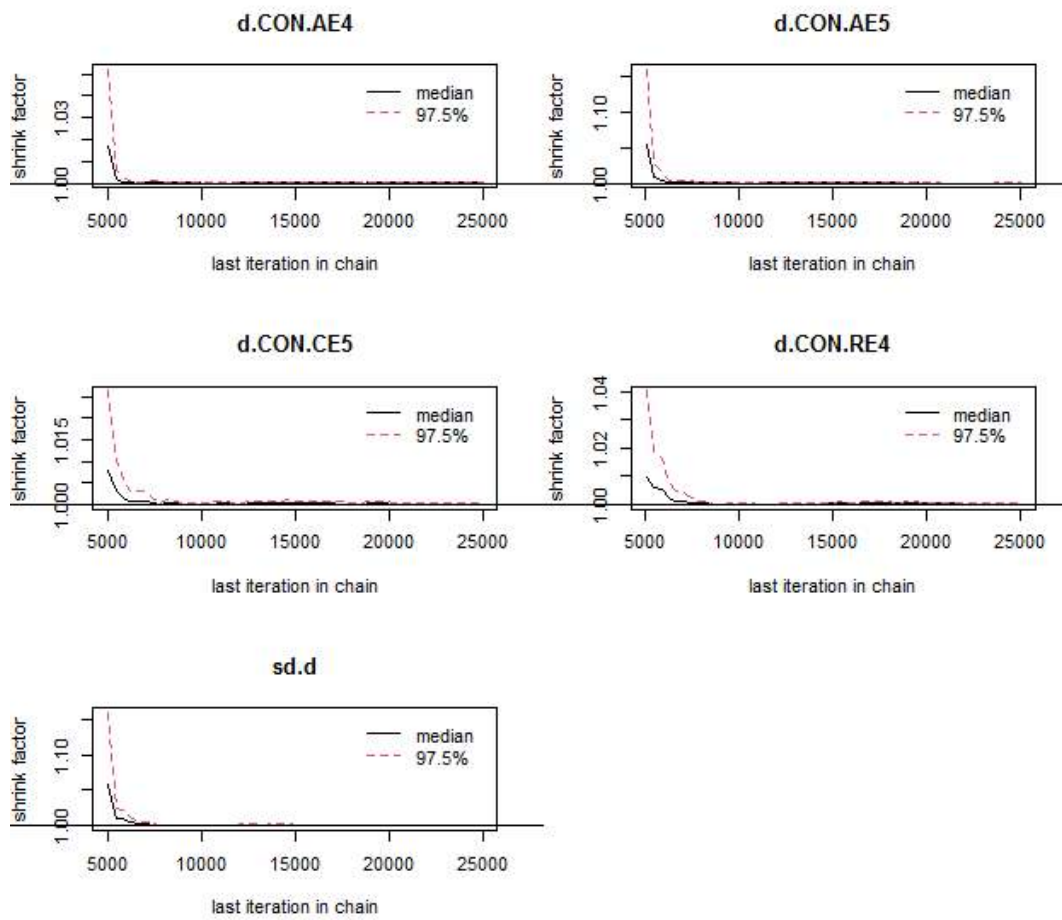 d.CON.AE4
shrink factor
1.00
1.03
median
97.5%
5000 10000 15000 20000 25000
last iteration in chain
d.CON.AE5
shrink factor
1.00
1.10
median
97.5%
5000 10000 15000 20000 25000
last iteration in chain
d.CON.CE5
shrink factor
1.000
1.015
median
97.5%
5000 10000 15000 20000 25000
last iteration in chain
d.CON.RE4
shrink factor
1.00
1.02
1.04
median
97.5%
5000 10000 15000 20000 25000
last iteration in chain
sd.d
shrink factor
1.00
1.10
median
97.5%
5000 10000 15000 20000 25000
last iteration in chain